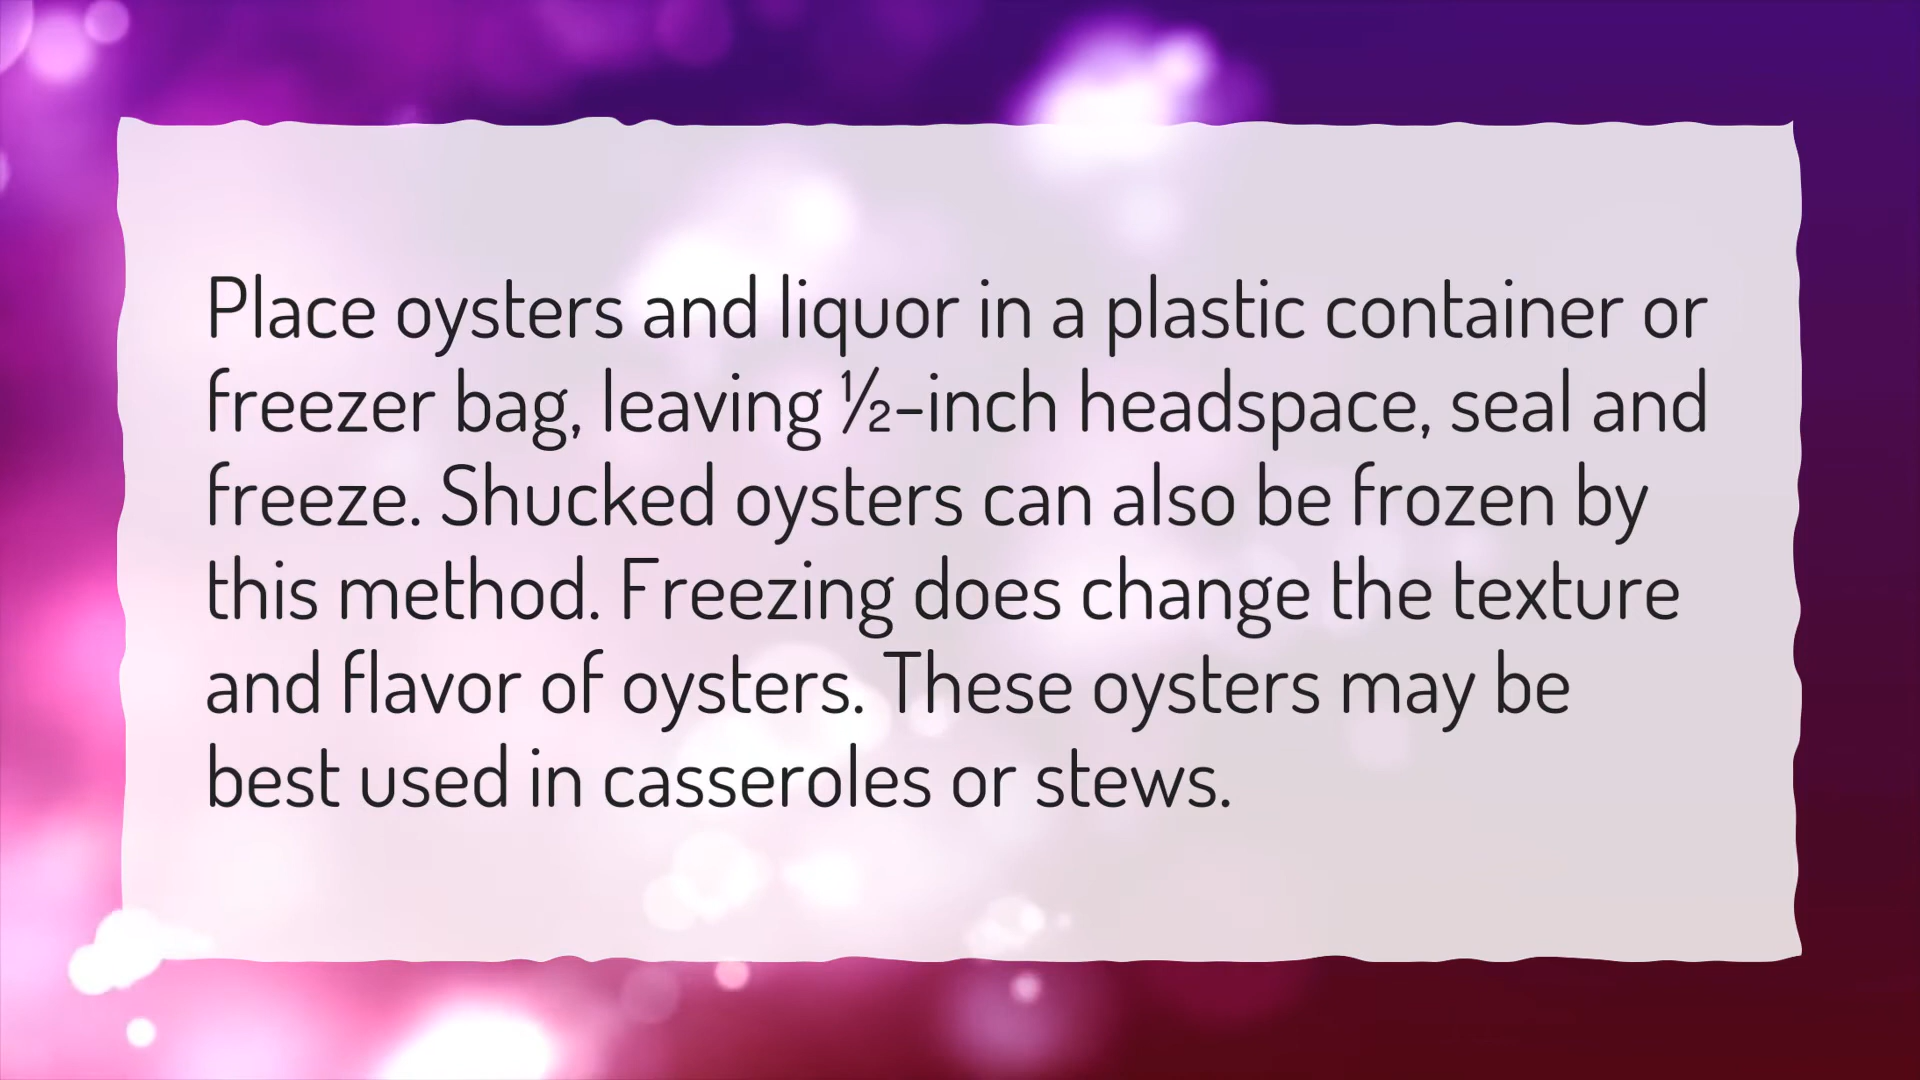 Place oysters and liquor in a plastic container or
freezer bag, leaving ½-inch headspace, seal and
freeze. Shucked oysters can also be frozen by
this method. Freezing does change the texture
and flavor of oysters. These oysters may be
best used in casseroles or stews.